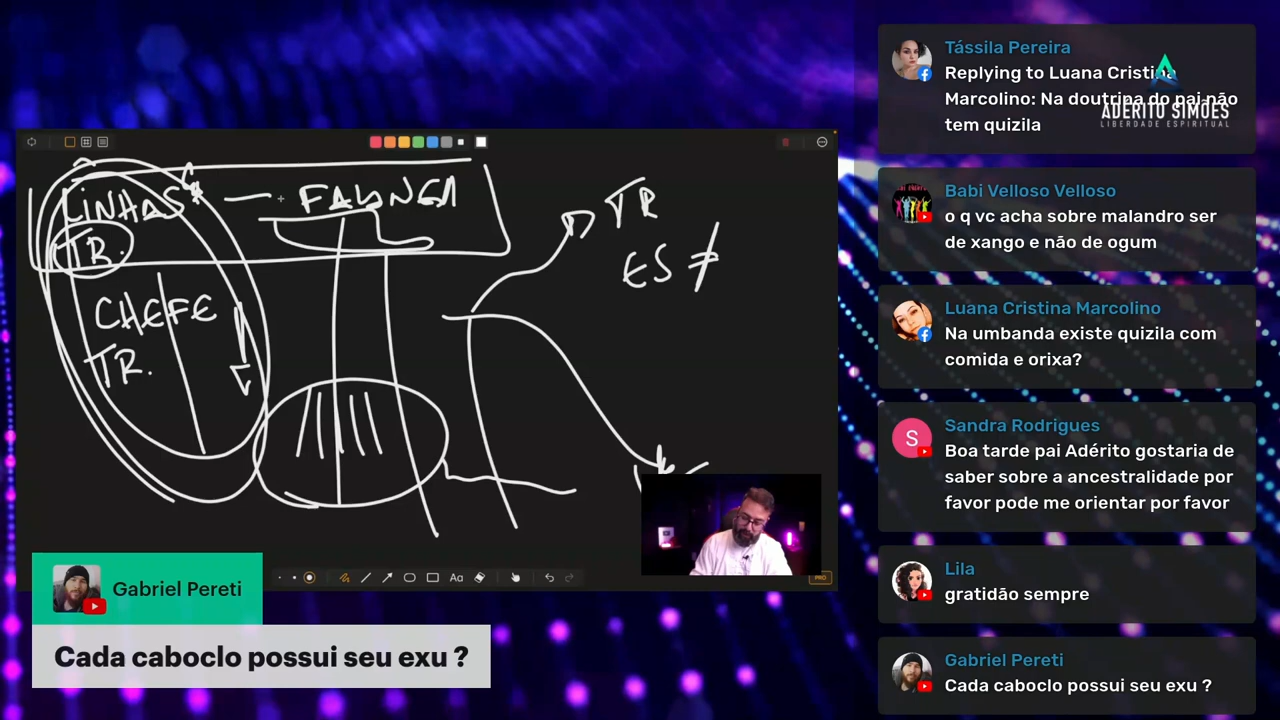 LINHAS
TR.
CHEFE
TR.
TR
ES ≠
Aa
PRO
Gabriel Pereti
Cada caboclo possui seu exu ?
Tássila Pereira
Replying to Luana Cristina
Marcolino: Na doutrina do pai não
tem quizila
ADÉRITO SIMÕES
LIBERDADE ESPIRITUAL
Babi Velloso Velloso
o q vc acha sobre malandro ser
de xango e não de ogum
Luana Cristina Marcolino
Na umbanda existe quizila com
comida e orixa?
S
Sandra Rodrigues
Boa tarde pai Adérito gostaria de
saber sobre a ancestralidade por
favor pode me orientar por favor
Lila
gratidão sempre
Gabriel Pereti
Cada caboclo possui seu exu ?